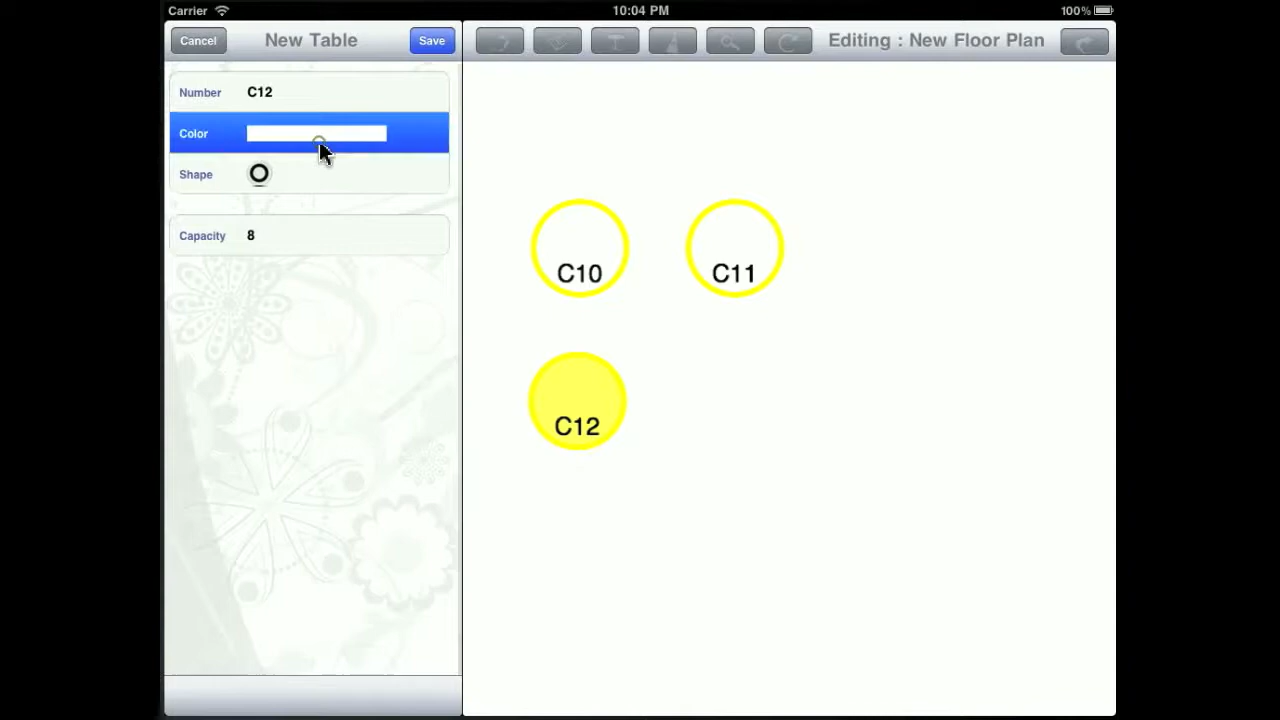 Carrier 10:04 PM 100%
Cancel New Table Save Editing : New Floor Plan
Number C12
Color
Shape
Capacity 8
C10 C11
C12